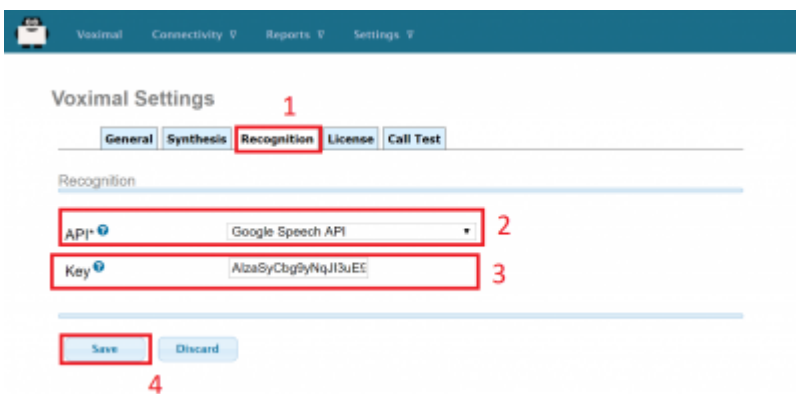 Voximal Connectivity ∇ Reports ∇ Settings ∇
Voximal Settings
1
General Synthesis Recognition License Call Test
Recognition
API* ? Google Speech API ▼ 2
Key ? 3
Save Discard
4